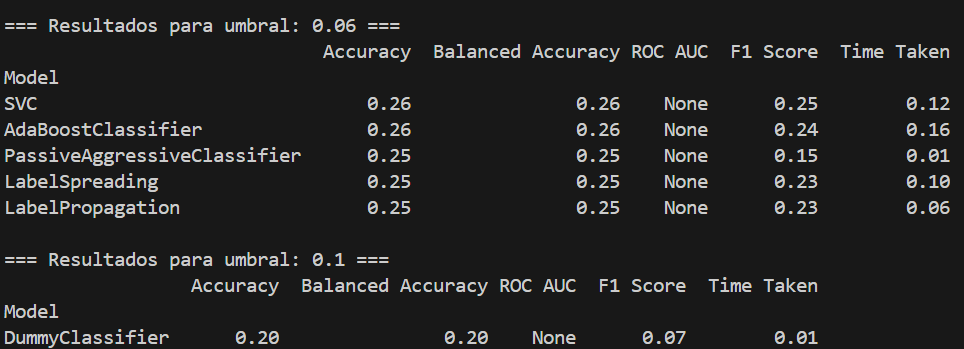 === Resultados para umbral: 0.06 ===
Accuracy Balanced Accuracy ROC AUC F1 Score Time Taken
Model
SVC 0.26 0.26 None 0.25 0.12
AdaBoostClassifier 0.26 0.26 None 0.24 0.16
PassiveAggressiveClassifier 0.25 0.25 None 0.15 0.01
LabelSpreading 0.25 0.25 None 0.23 0.10
LabelPropagation 0.25 0.25 None 0.23 0.06
=== Resultados para umbral: 0.1 ===
Accuracy Balanced Accuracy ROC AUC F1 Score Time Taken
Model
DummyClassifier 0.20 0.20 None 0.07 0.01